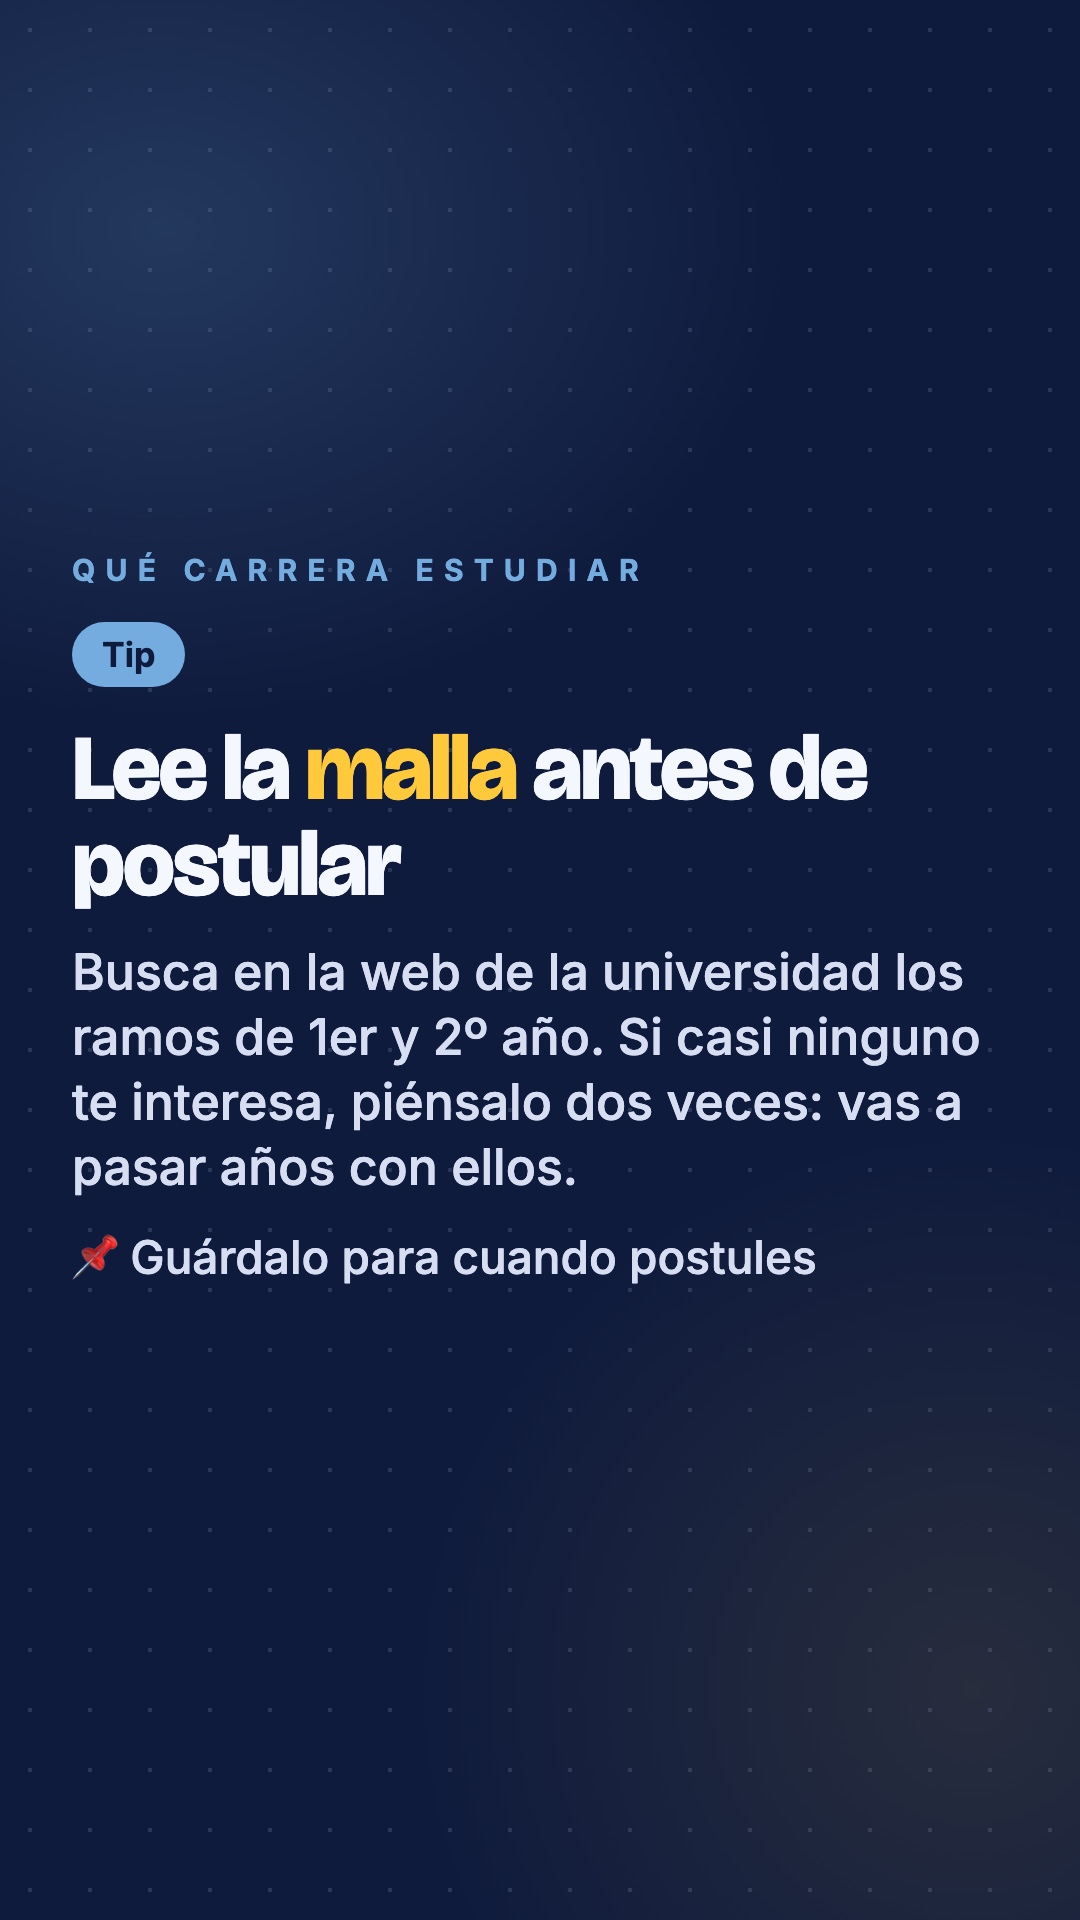 QUÉ CARRERA ESTUDIAR
Tip
Lee la malla antes de
postular
Busca en la web de la universidad los
ramos de 1er y 2º año. Si casi ninguno
te interesa, piénsalo dos veces: vas a
pasar años con ellos.
📌 Guárdalo para cuando postules